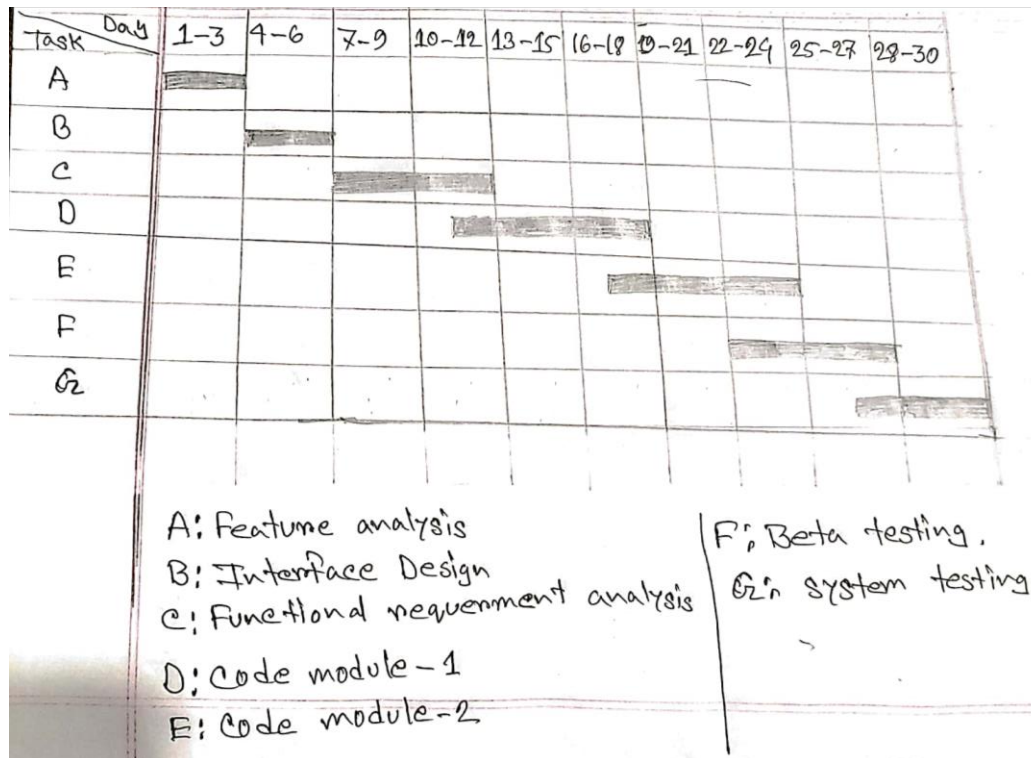 Day
Task 1-3 4-6 7-9 10-12 13-15 16-18 19-21 22-24 25-27 28-30
A
B
C
D
E
F
G
A: Feature analysis
B: Interface Design
C: Functional requerment analysis
D: Code module-1
E: Code module-2
F: Beta testing.
G: system testing